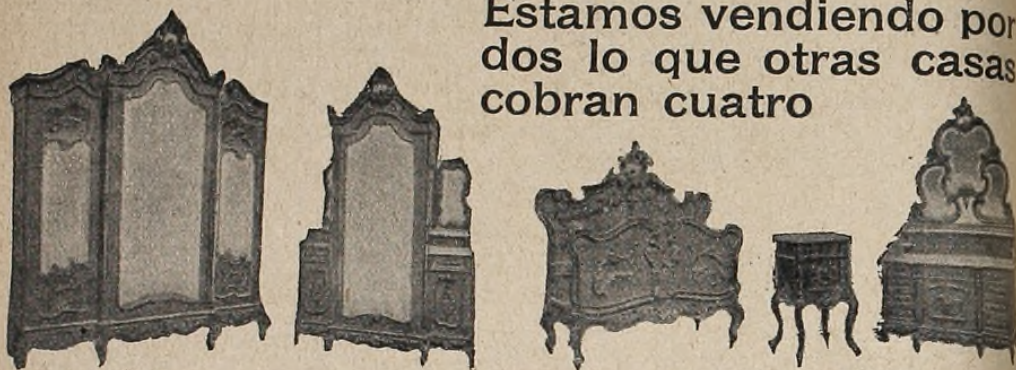 Estamos vendiendo por
dos lo que otras casas
cobran cuatro